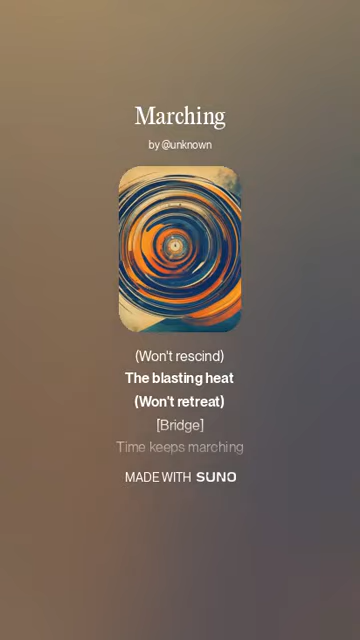 Marching
by @unknown
(Won't rescind)
The blasting heat
(Won't retreat)
[Bridge]
Time keeps marching
MADE WITH SUNO